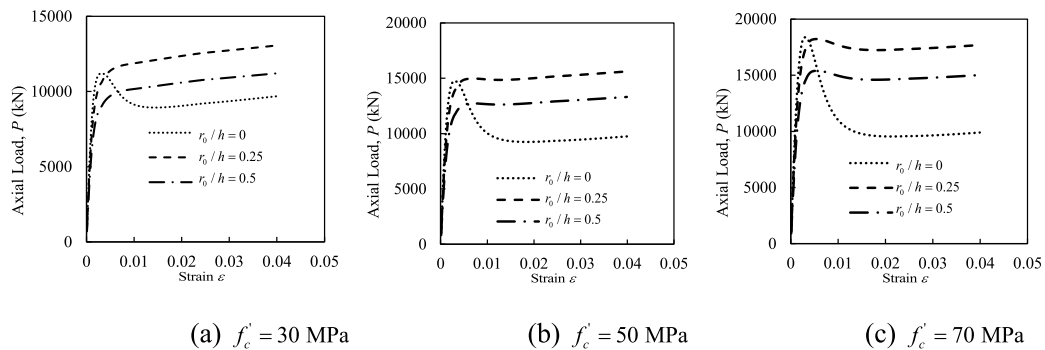 15000
10000
5000
0
Axial Load, P (kN)
r₀ / h = 0
r₀ / h = 0.25
r₀ / h = 0.5
0 0.01 0.02 0.03 0.04 0.05
Strain ε
(a) f'c = 30 MPa
20000
15000
10000
5000
0
Axial Load, P (kN)
r₀ / h = 0
r₀ / h = 0.25
r₀ / h = 0.5
0 0.01 0.02 0.03 0.04 0.05
Strain ε
(b) f'c = 50 MPa
20000
15000
10000
5000
0
Axial Load, P (kN)
r₀ / h = 0
r₀ / h = 0.25
r₀ / h = 0.5
0 0.01 0.02 0.03 0.04 0.05
Strain ε
(c) f'c = 70 MPa